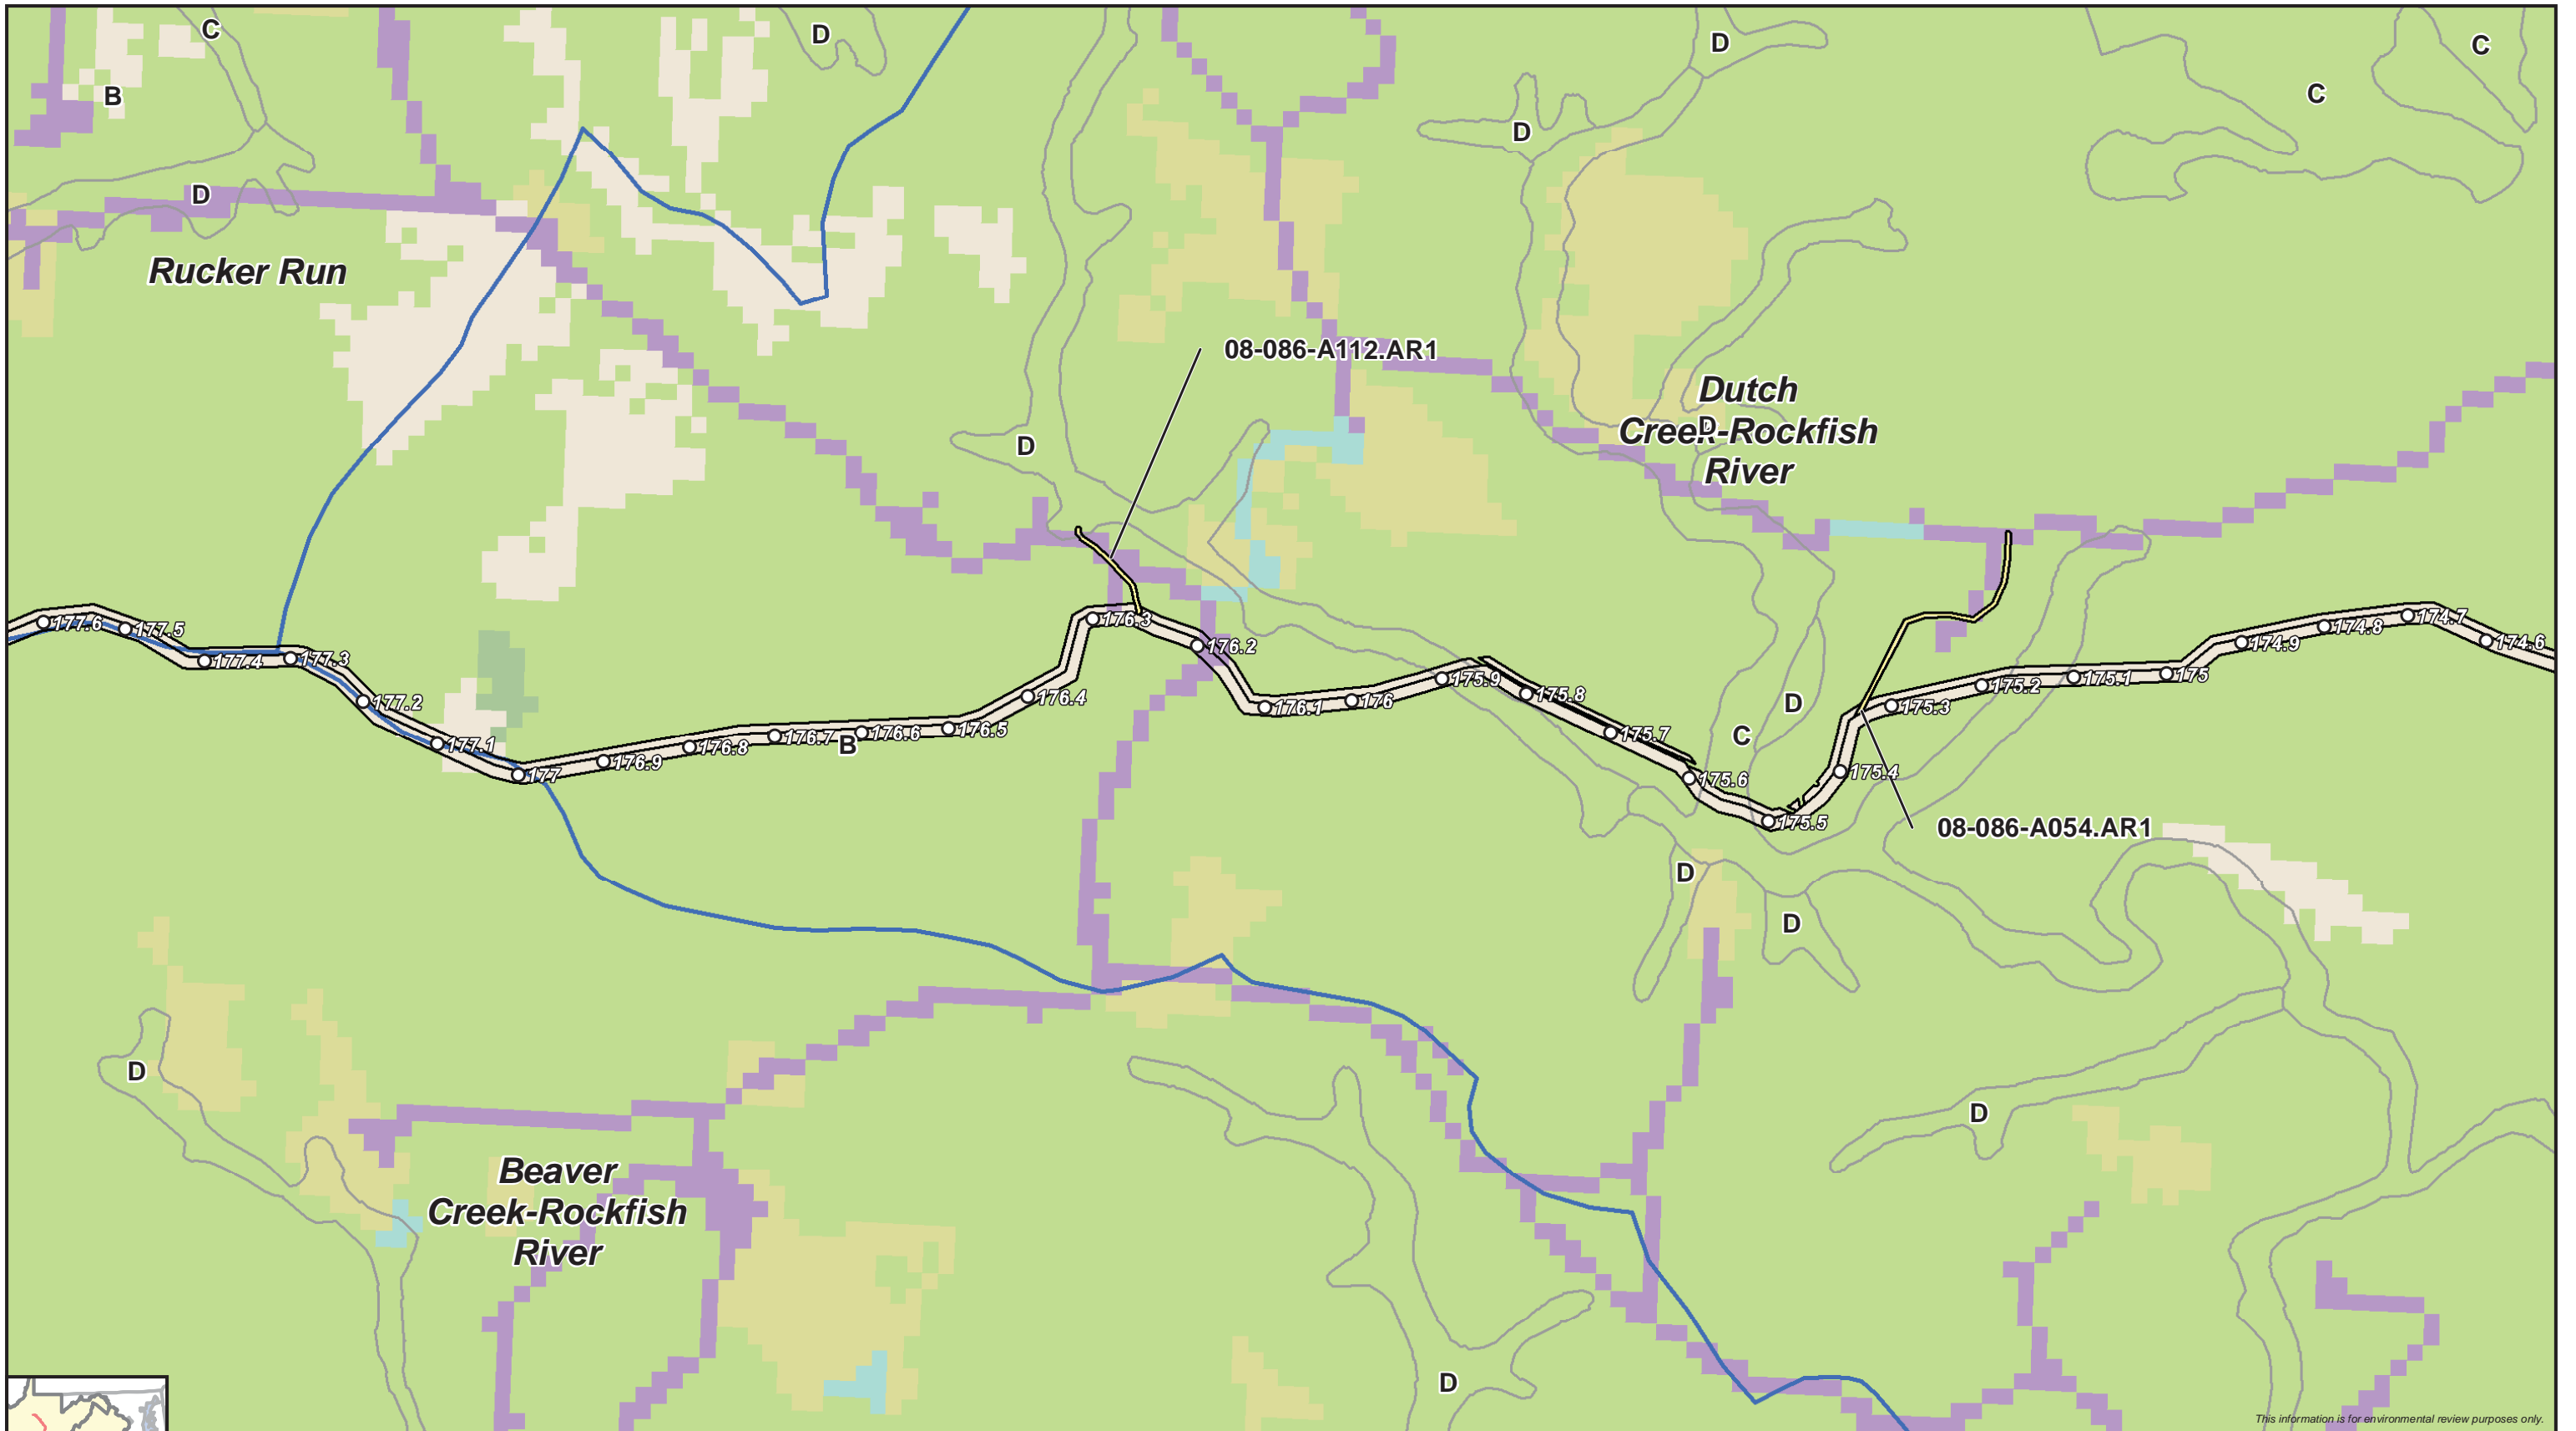 C
D
D
C
B
C
D
D
Rucker Run
08-086-A112.AR1
Dutch
Creek-Rockfish
River
D
D
177.6
177.5
177.4
177.3
177.2
177.1
177
176.9
176.8
176.7
B
176.6
176.5
176.4
176.3
176.2
176.1
176
175.9
175.8
175.7
175.6
175.5
175.4
175.3
175.2
175.1
175
174.9
174.8
174.7
174.6
D
C
08-086-A054.AR1
D
D
D
D
Beaver
Creek-Rockfish
River
D
This information is for environmental review purposes only.